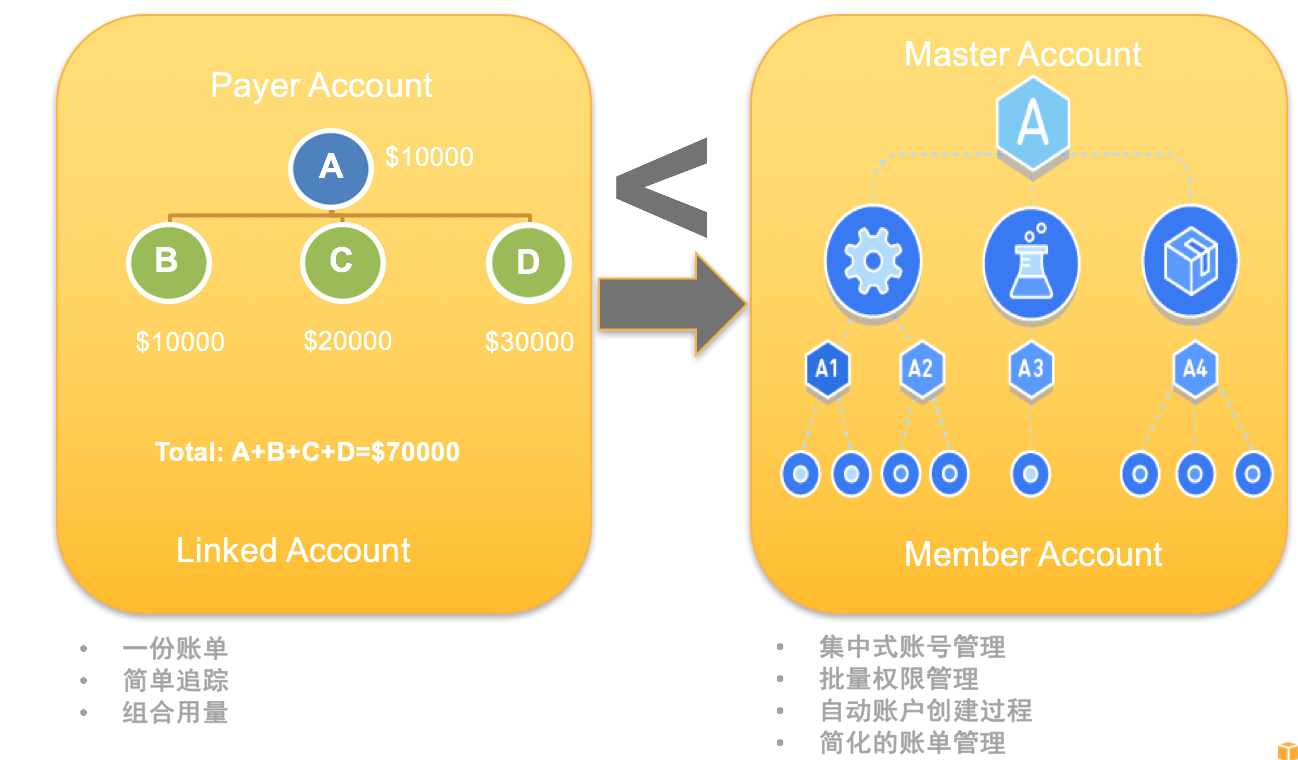 Payer Account
A
$10000
B
C
D
$10000
$20000
$30000
Total: A+B+C+D=$70000
Linked Account
• 一份账单
• 简单追踪
• 组合用量
<
Master Account
A
A1
A2
A3
A4
Member Account
• 集中式账号管理
• 批量权限管理
• 自动账户创建过程
• 简化的账单管理